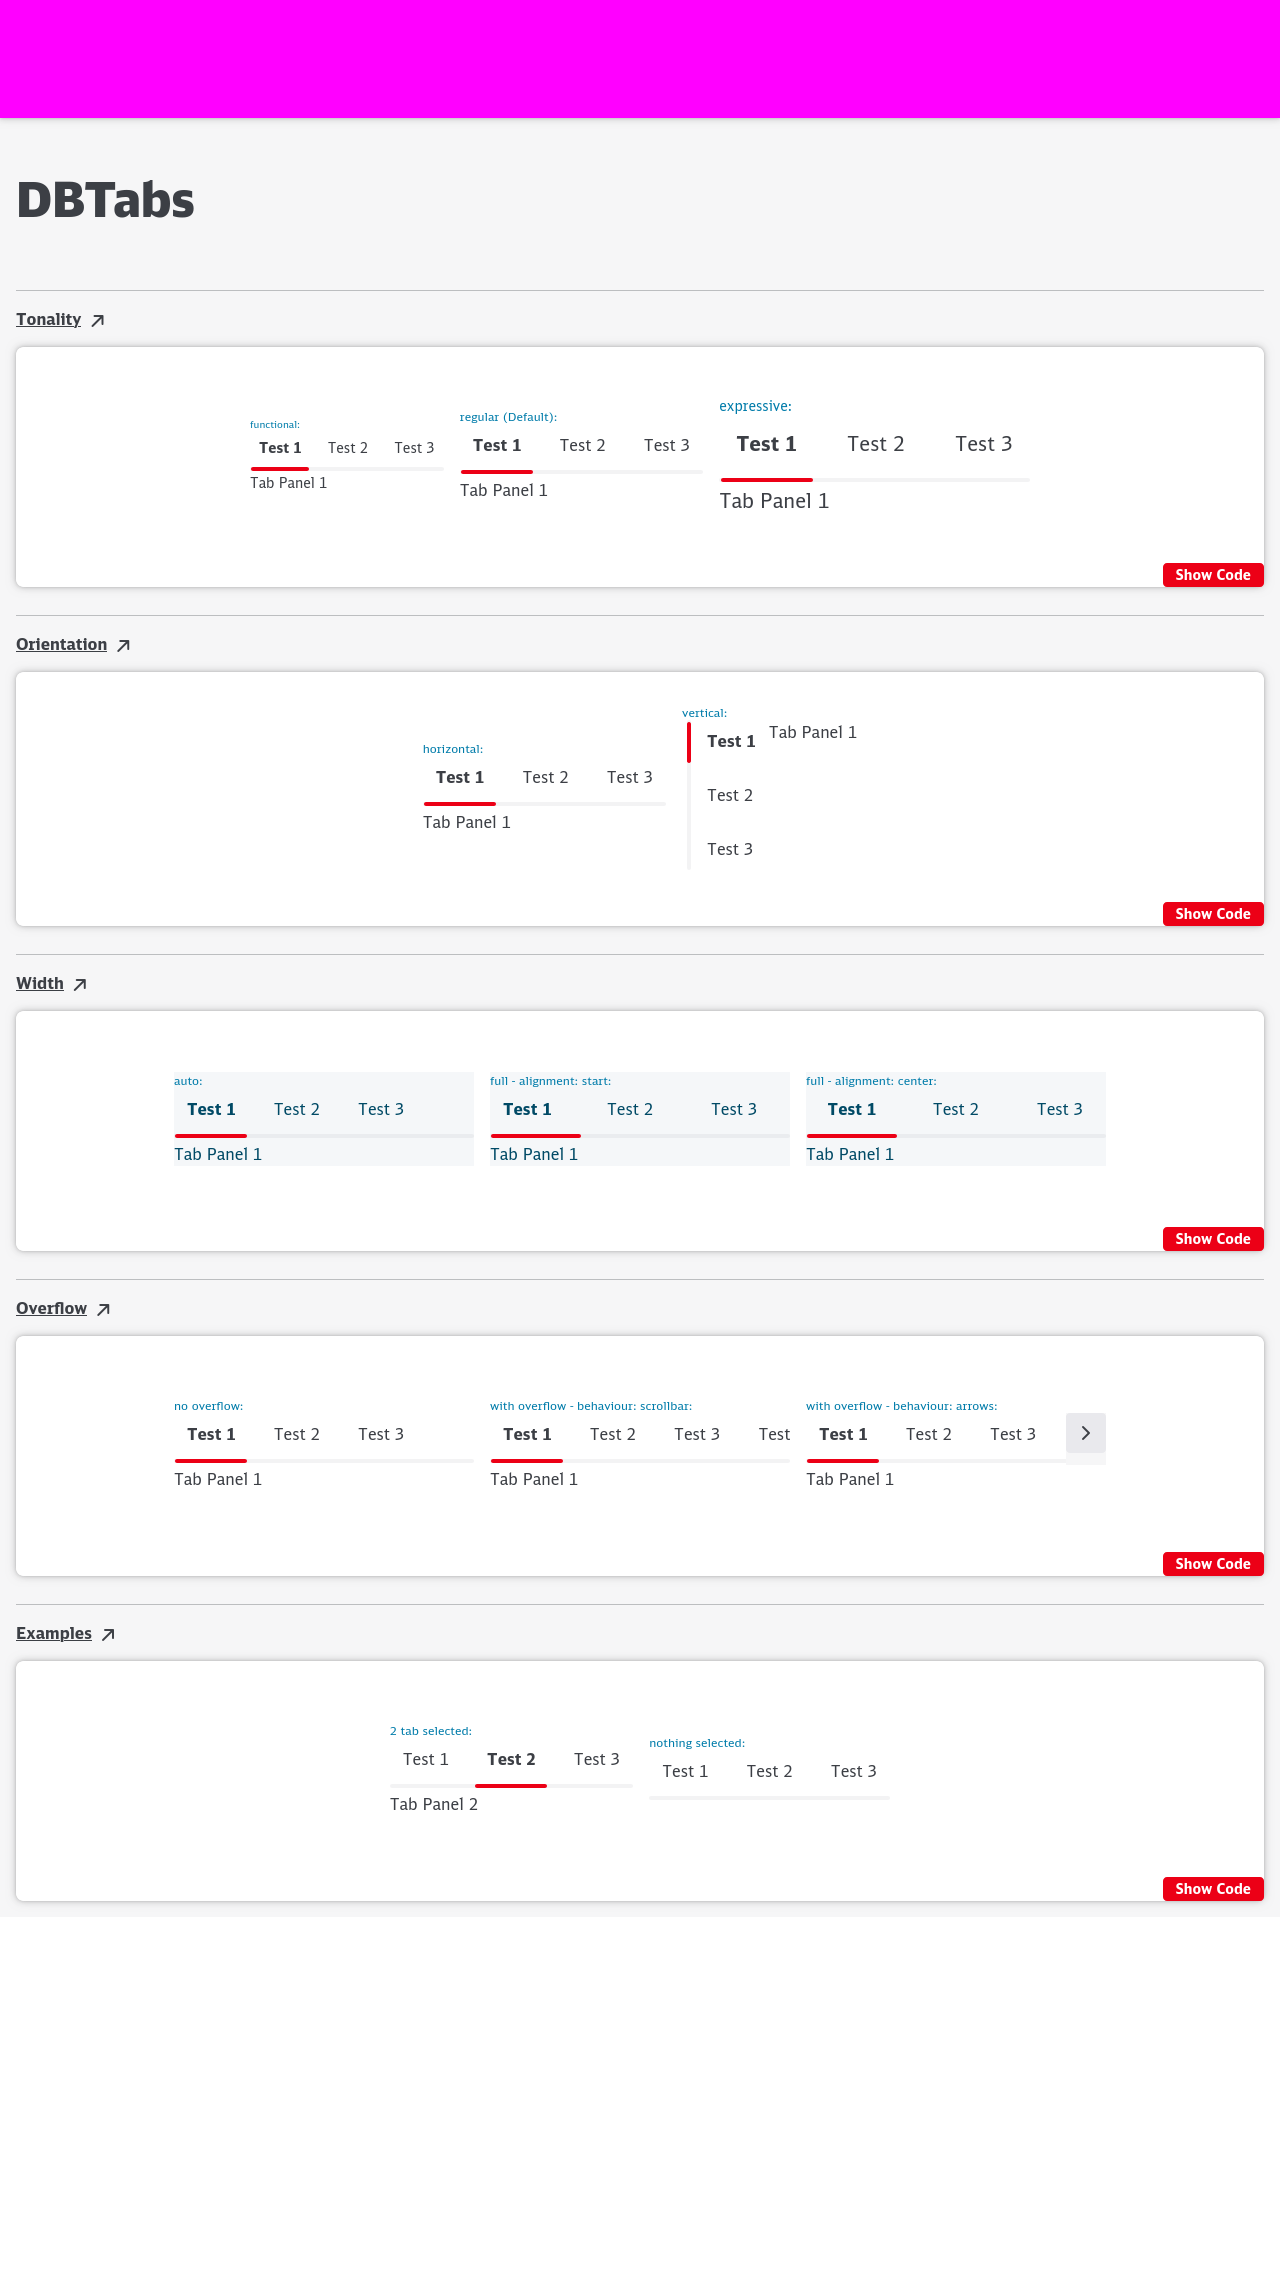 DBTabs
Tonality
functional:
Test 1 Test 2 Test 3
Tab Panel 1
regular (Default):
Test 1 Test 2 Test 3
Tab Panel 1
expressive:
Test 1 Test 2 Test 3
Tab Panel 1
Show Code
Orientation
horizontal:
Test 1 Test 2 Test 3
Tab Panel 1
vertical:
Test 1 Tab Panel 1
Test 2
Test 3
Show Code
Width
auto:
Test 1 Test 2 Test 3
Tab Panel 1
full - alignment: start:
Test 1 Test 2 Test 3
Tab Panel 1
full - alignment: center:
Test 1 Test 2 Test 3
Tab Panel 1
Show Code
Overflow
no overflow:
Test 1 Test 2 Test 3
Tab Panel 1
with overflow - behaviour: scrollbar:
Test 1 Test 2 Test 3 Test
Tab Panel 1
with overflow - behaviour: arrows:
Test 1 Test 2 Test 3
Tab Panel 1
Show Code
Examples
2 tab selected:
Test 1 Test 2 Test 3
Tab Panel 2
nothing selected:
Test 1 Test 2 Test 3
Show Code